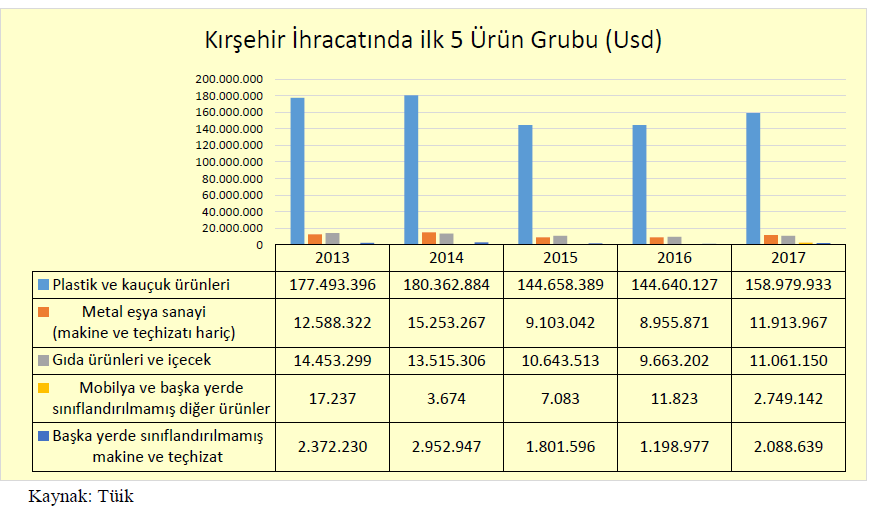 Kırşehir İhracatında ilk 5 Ürün Grubu (Usd)
200.000.000
180.000.000
160.000.000
140.000.000
120.000.000
100.000.000
80.000.000
60.000.000
40.000.000
20.000.000
0
2013 2014 2015 2016 2017
Plastik ve kauçuk ürünleri 177.493.396 180.362.884 144.658.389 144.640.127 158.979.933
Metal eşya sanayi
(makine ve teçhizatı hariç) 12.588.322 15.253.267 9.103.042 8.955.871 11.913.967
Gıda ürünleri ve içecek 14.453.299 13.515.306 10.643.513 9.663.202 11.061.150
Mobilya ve başka yerde
sınıflandırılmamış diğer ürünler 17.237 3.674 7.083 11.823 2.749.142
Başka yerde sınıflandırılmamış
makine ve teçhizat 2.372.230 2.952.947 1.801.596 1.198.977 2.088.639
Kaynak: Tüik